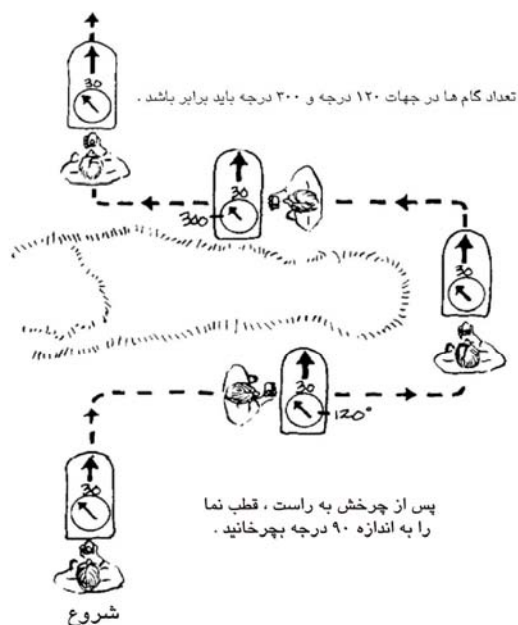 30
تعداد گام ها در جهات ۱۲۰ درجه و ۳۰۰ درجه باید برابر باشد .
30
300
30
30
120°
30
پس از چرخش به راست ، قطب نما
را به اندازه ۹۰ درجه بچرخانید .
شروع